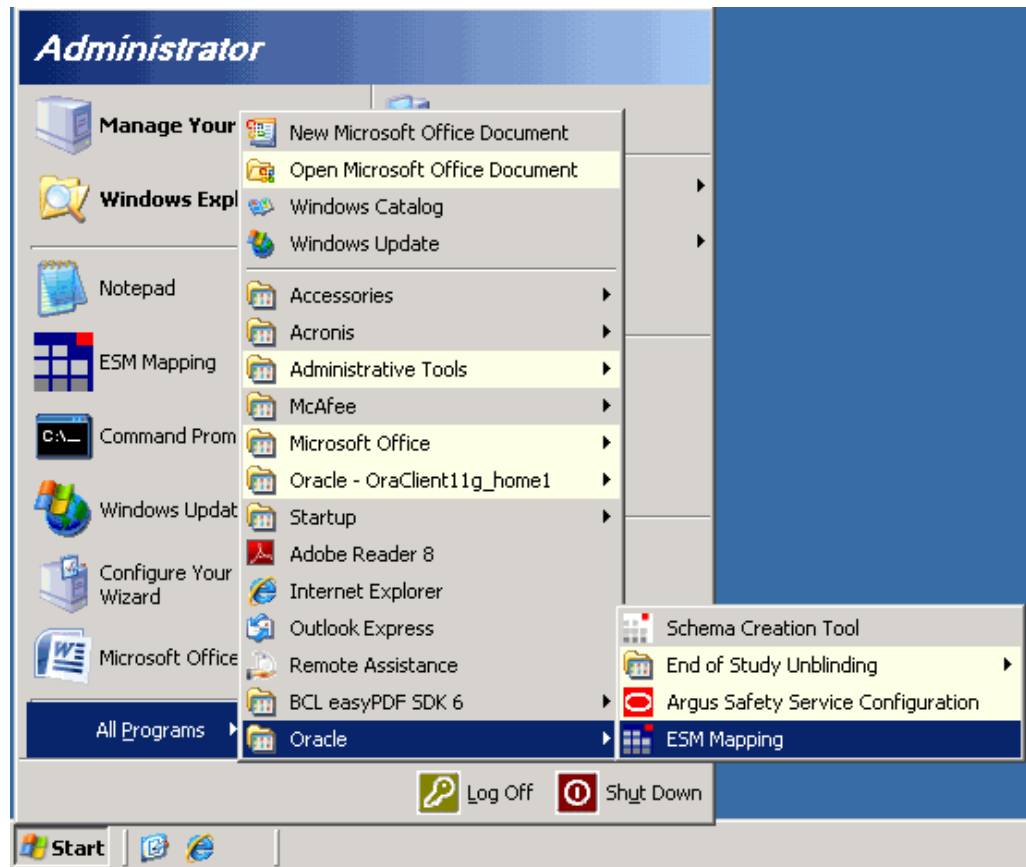 Administrator
Manage Your
Windows Expl
Notepad
ESM Mapping
C:\_
Command Prom
Windows Updat
Configure Your
Wizard
Microsoft Office
All Programs
New Microsoft Office Document
Open Microsoft Office Document
Windows Catalog
Windows Update
Accessories
Acronis
Administrative Tools
McAfee
Microsoft Office
Oracle - OraClient11g_home1
Startup
Adobe Reader 8
Internet Explorer
Outlook Express
Remote Assistance
BCL easyPDF SDK 6
Oracle
Schema Creation Tool
End of Study Unblinding
Argus Safety Service Configuration
ESM Mapping
Log Off
Shut Down
Start